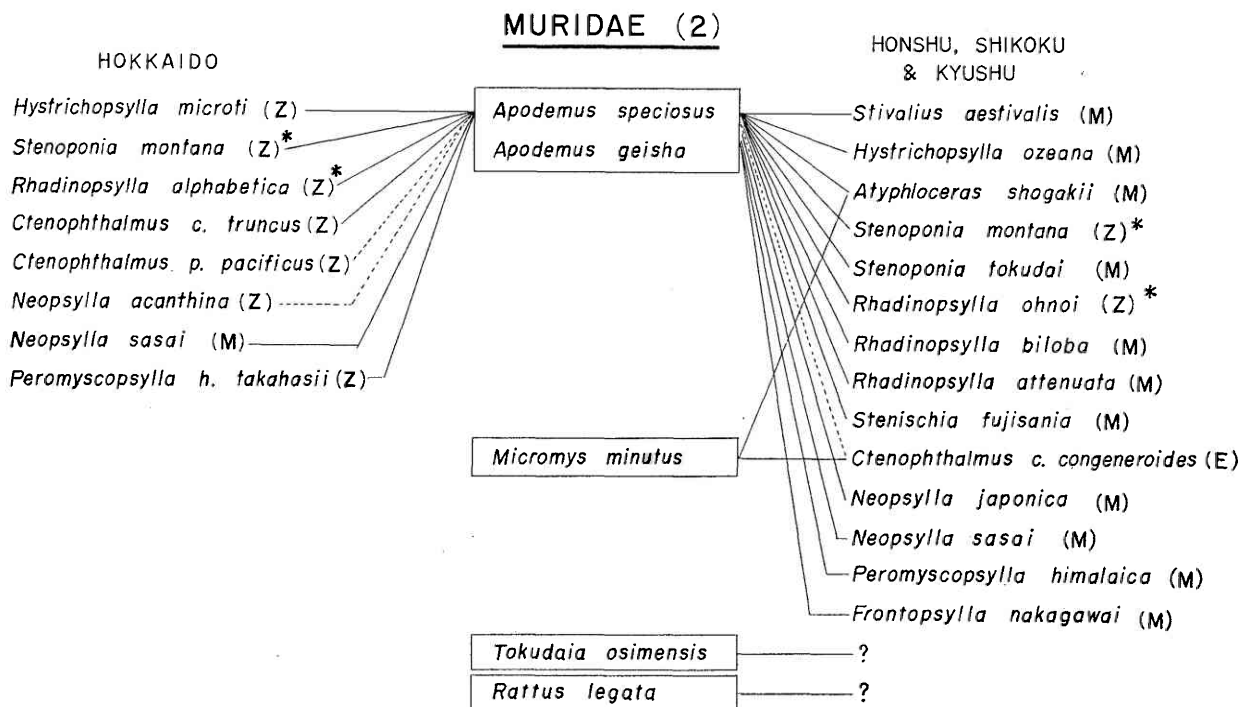 MURIDAE (2)
HOKKAIDO
Hystrichopsylla microti (Z)
Stenoponia montana (Z)*
Rhadinopsylla alphabetica (Z)*
Ctenophthalmus c. truncus (Z)
Ctenophthalmus p. pacificus (Z)
Neopsylla acanthina (Z)
Neopsylla sasai (M)
Peromyscopsylla h. takahasii (Z)
Apodemus speciosus
Apodemus geisha
Micromys minutus
Tokudaia osimensis
Rattus legata
HONSHU, SHIKOKU
& KYUSHU
Stivalius aestivalis (M)
Hystrichopsylla ozeana (M)
Atyphloceras shogakii (M)
Stenoponia montana (Z)*
Stenoponia tokudai (M)
Rhadinopsylla ohnoi (Z)*
Rhadinopsylla biloba (M)
Rhadinopsylla attenuata (M)
Stenischia fujisania (M)
Ctenophthalmus c. congeneroides (E)
Neopsylla japonica (M)
Neopsylla sasai (M)
Peromyscopsylla himalaica (M)
Frontopsylla nakagawai (M)
?
?